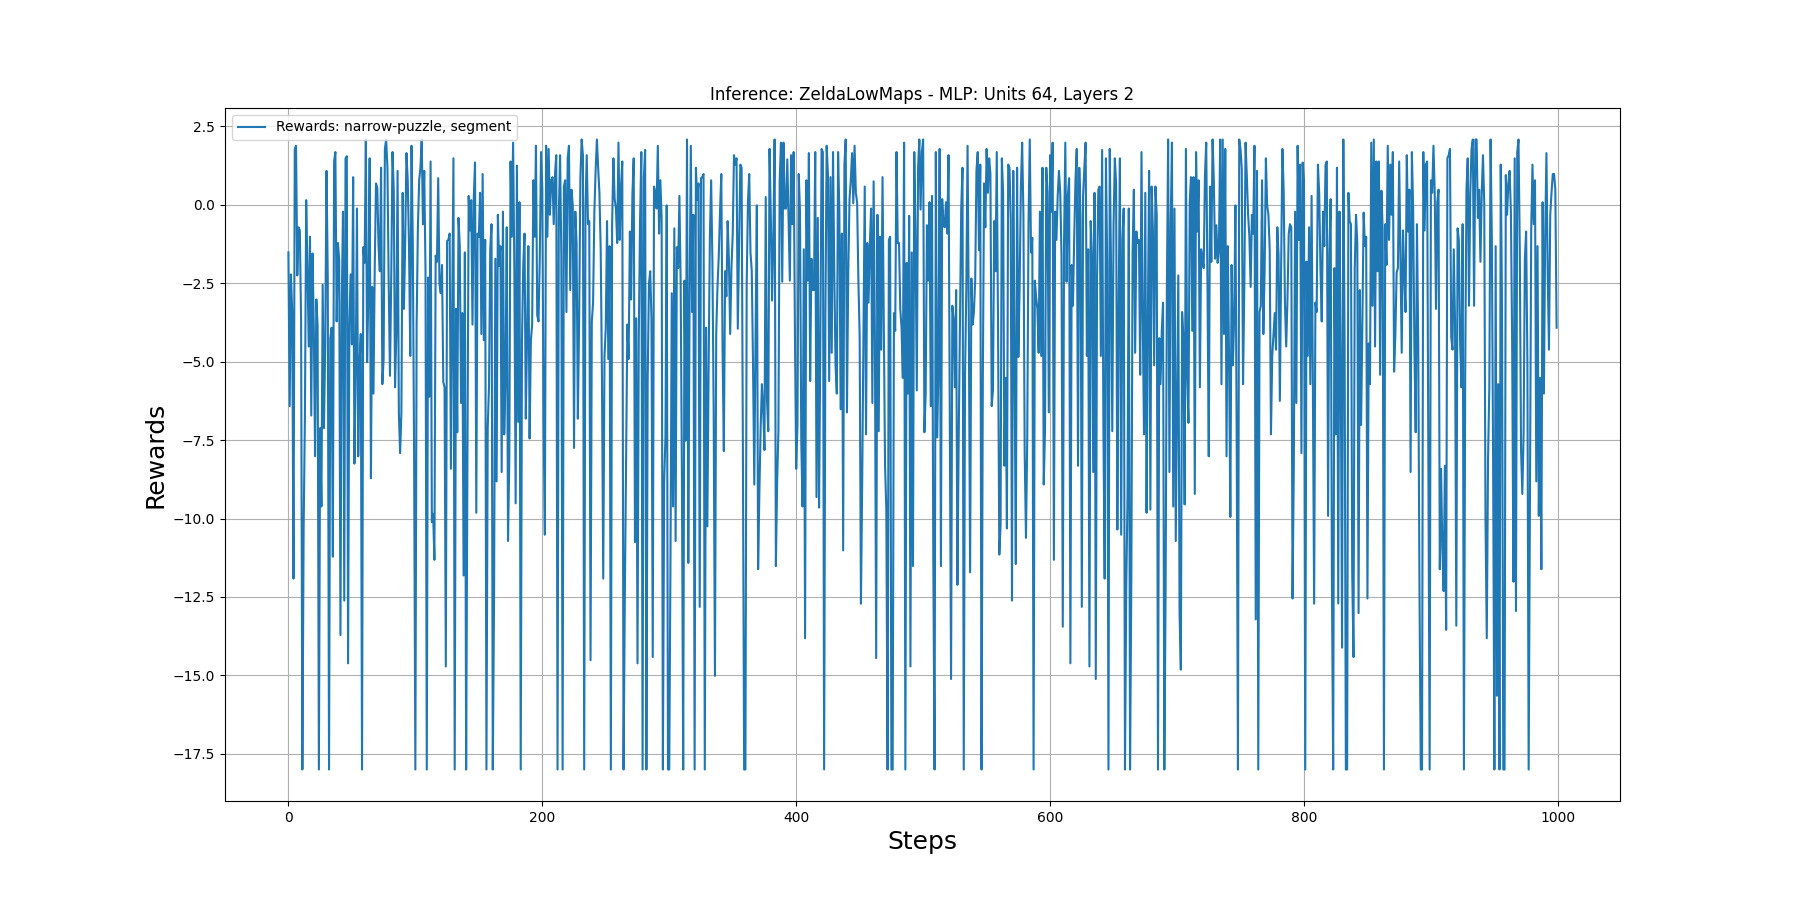 Inference: ZeldaLowMaps - MLP: Units 64, Layers 2
Rewards: narrow-puzzle, segment
2.5
0.0
−2.5
−5.0
−7.5
−10.0
−12.5
−15.0
−17.5
Rewards
0 200 400 600 800 1000
Steps